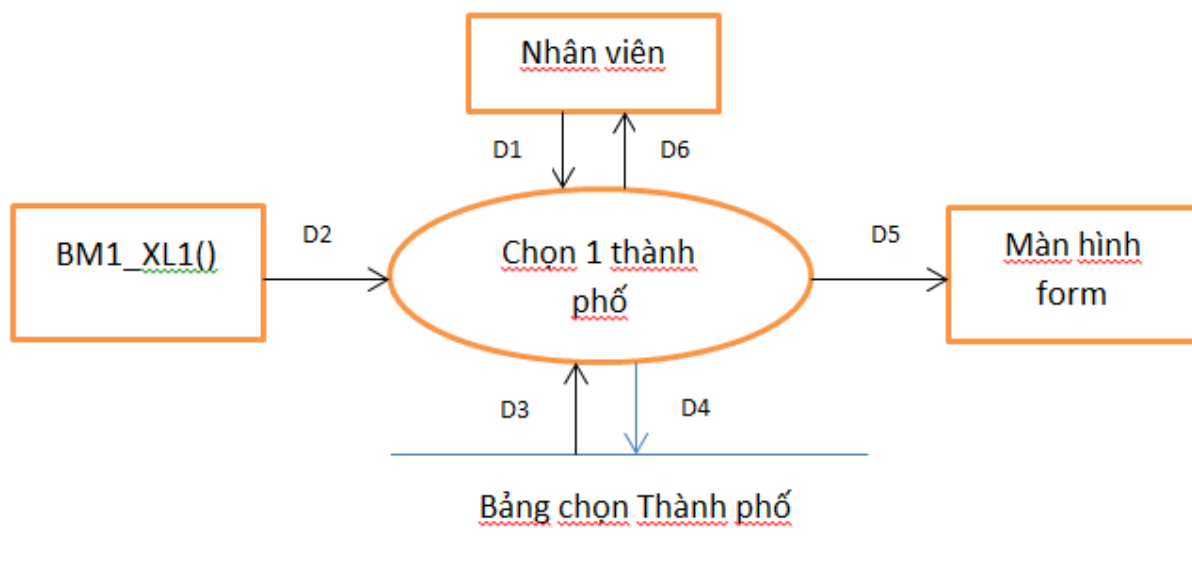 Nhân viên
D1
D6
BM1_XL1()
D2
Chọn 1 thành
phố
D5
Màn hình
form
D3
D4
Bảng chọn Thành phố